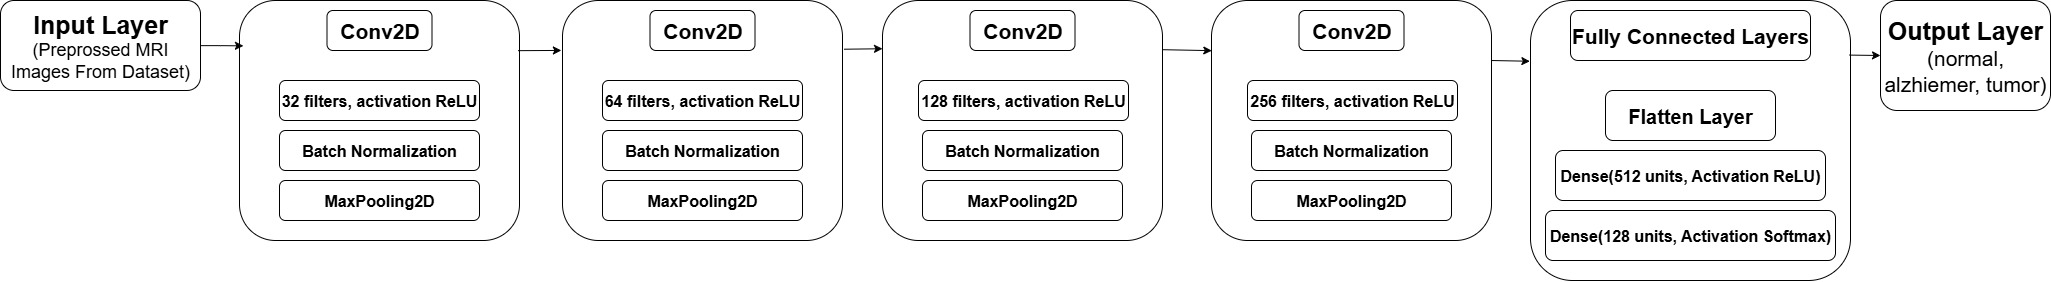 Input Layer
(Preprossed MRI
Images From Dataset)
Conv2D
32 filters, activation ReLU
Batch Normalization
MaxPooling2D
Conv2D
64 filters, activation ReLU
Batch Normalization
MaxPooling2D
Conv2D
128 filters, activation ReLU
Batch Normalization
MaxPooling2D
Conv2D
256 filters, activation ReLU
Batch Normalization
MaxPooling2D
Fully Connected Layers
Flatten Layer
Dense(512 units, Activation ReLU)
Dense(128 units, Activation Softmax)
Output Layer
(normal,
alzhiemer, tumor)